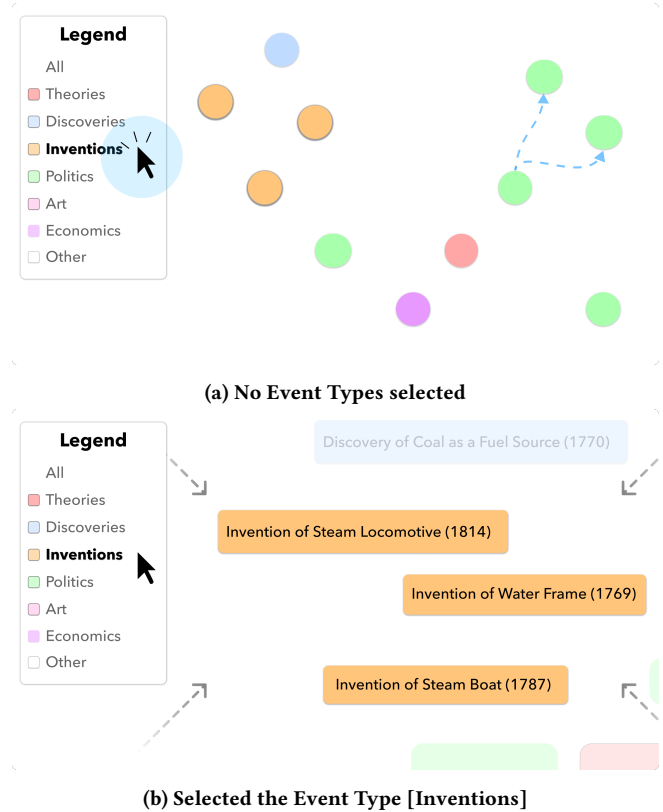 Legend
All
Theories
Discoveries
Inventions
Politics
Art
Economics
Other
(a) No Event Types selected
Legend
All
Theories
Discoveries
Inventions
Politics
Art
Economics
Other
Discovery of Coal as a Fuel Source (1770)
Invention of Steam Locomotive (1814)
Invention of Water Frame (1769)
Invention of Steam Boat (1787)
(b) Selected the Event Type [Inventions]